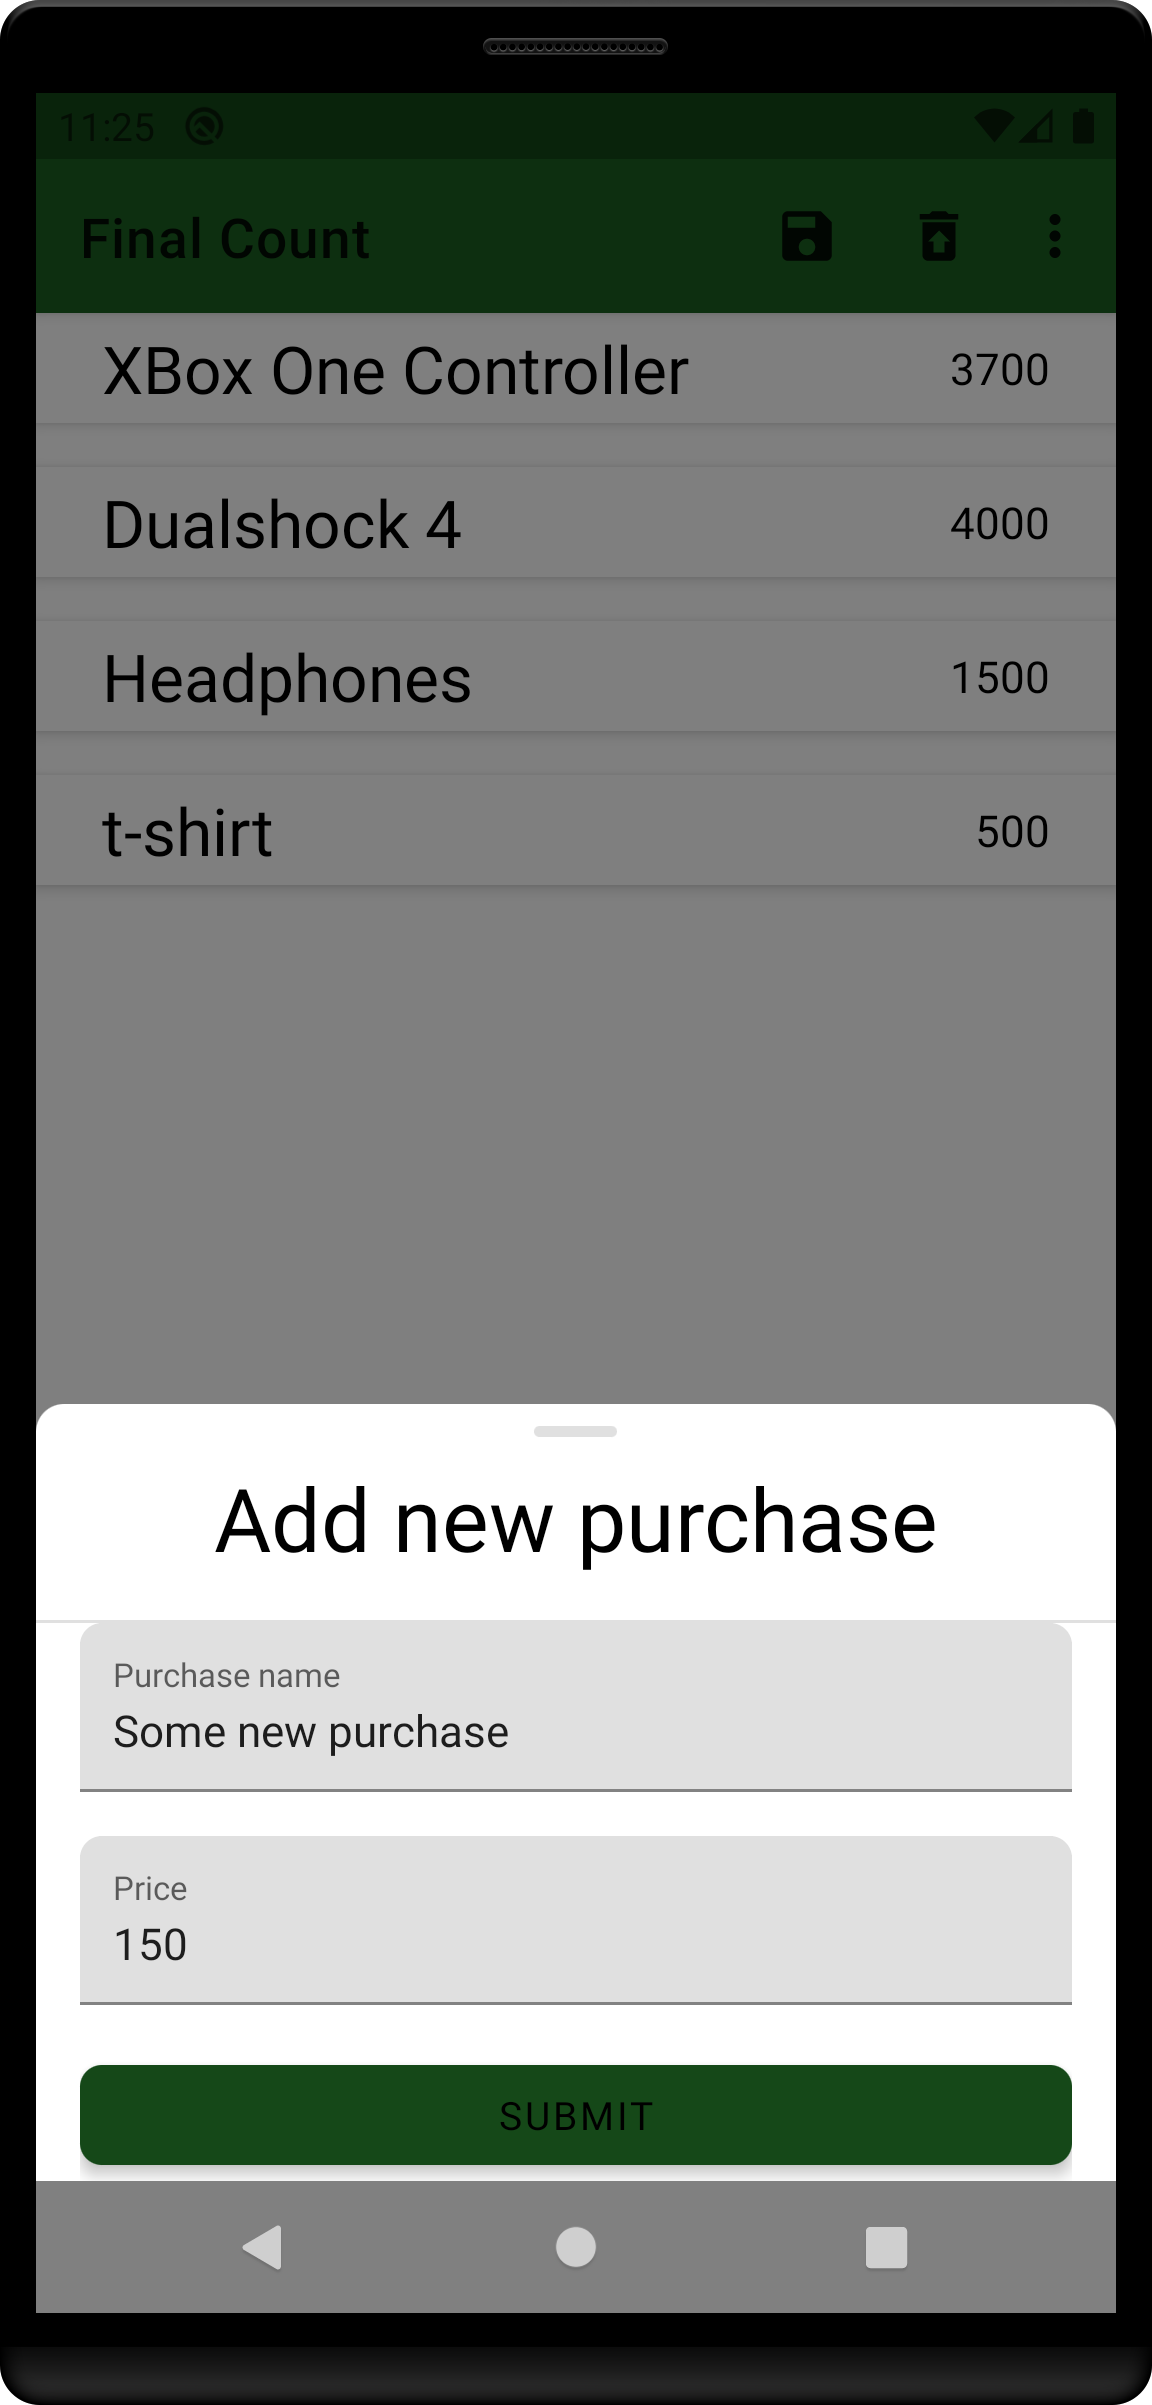 11:25
Final Count
XBox One Controller 3700
Dualshock 4 4000
Headphones 1500
t-shirt 500
Add new purchase
Purchase name
Some new purchase
Price
150
SUBMIT